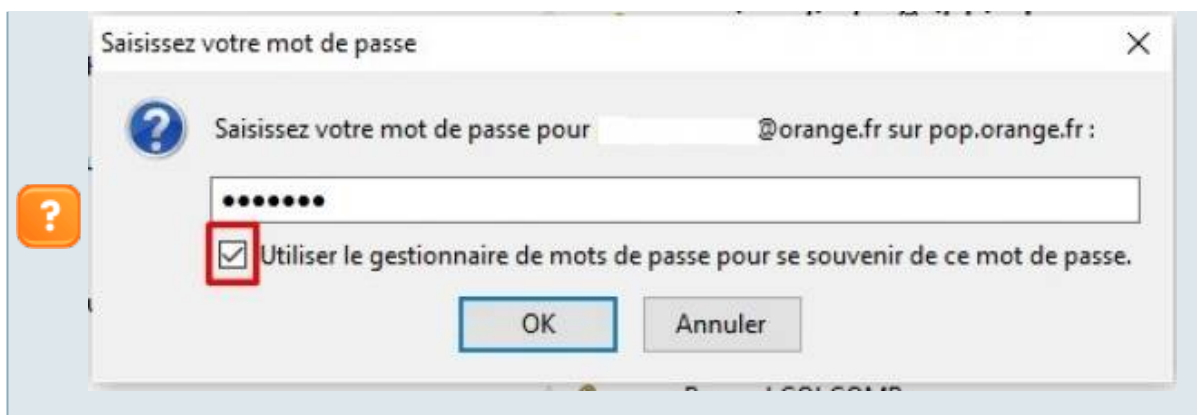 Saisissez votre mot de passe
Saisissez votre mot de passe pour @orange.fr sur pop.orange.fr :
•••••••
Utiliser le gestionnaire de mots de passe pour se souvenir de ce mot de passe.
OK
Annuler